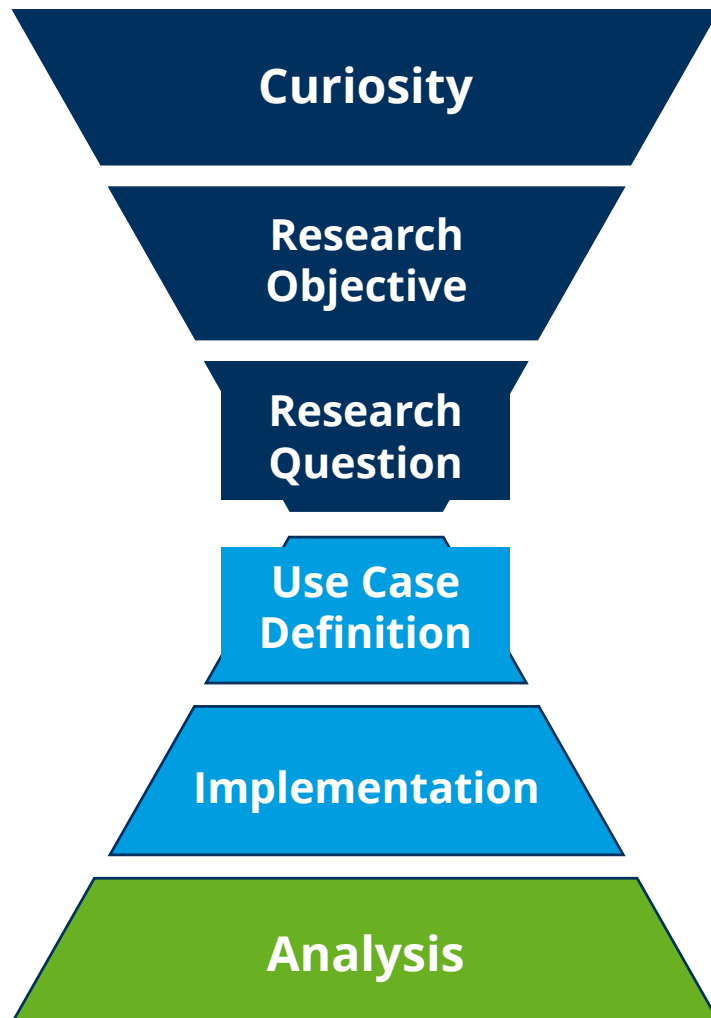 Curiosity
Research
Objective
Research
Question
Use Case
Definition
Implementation
Analysis